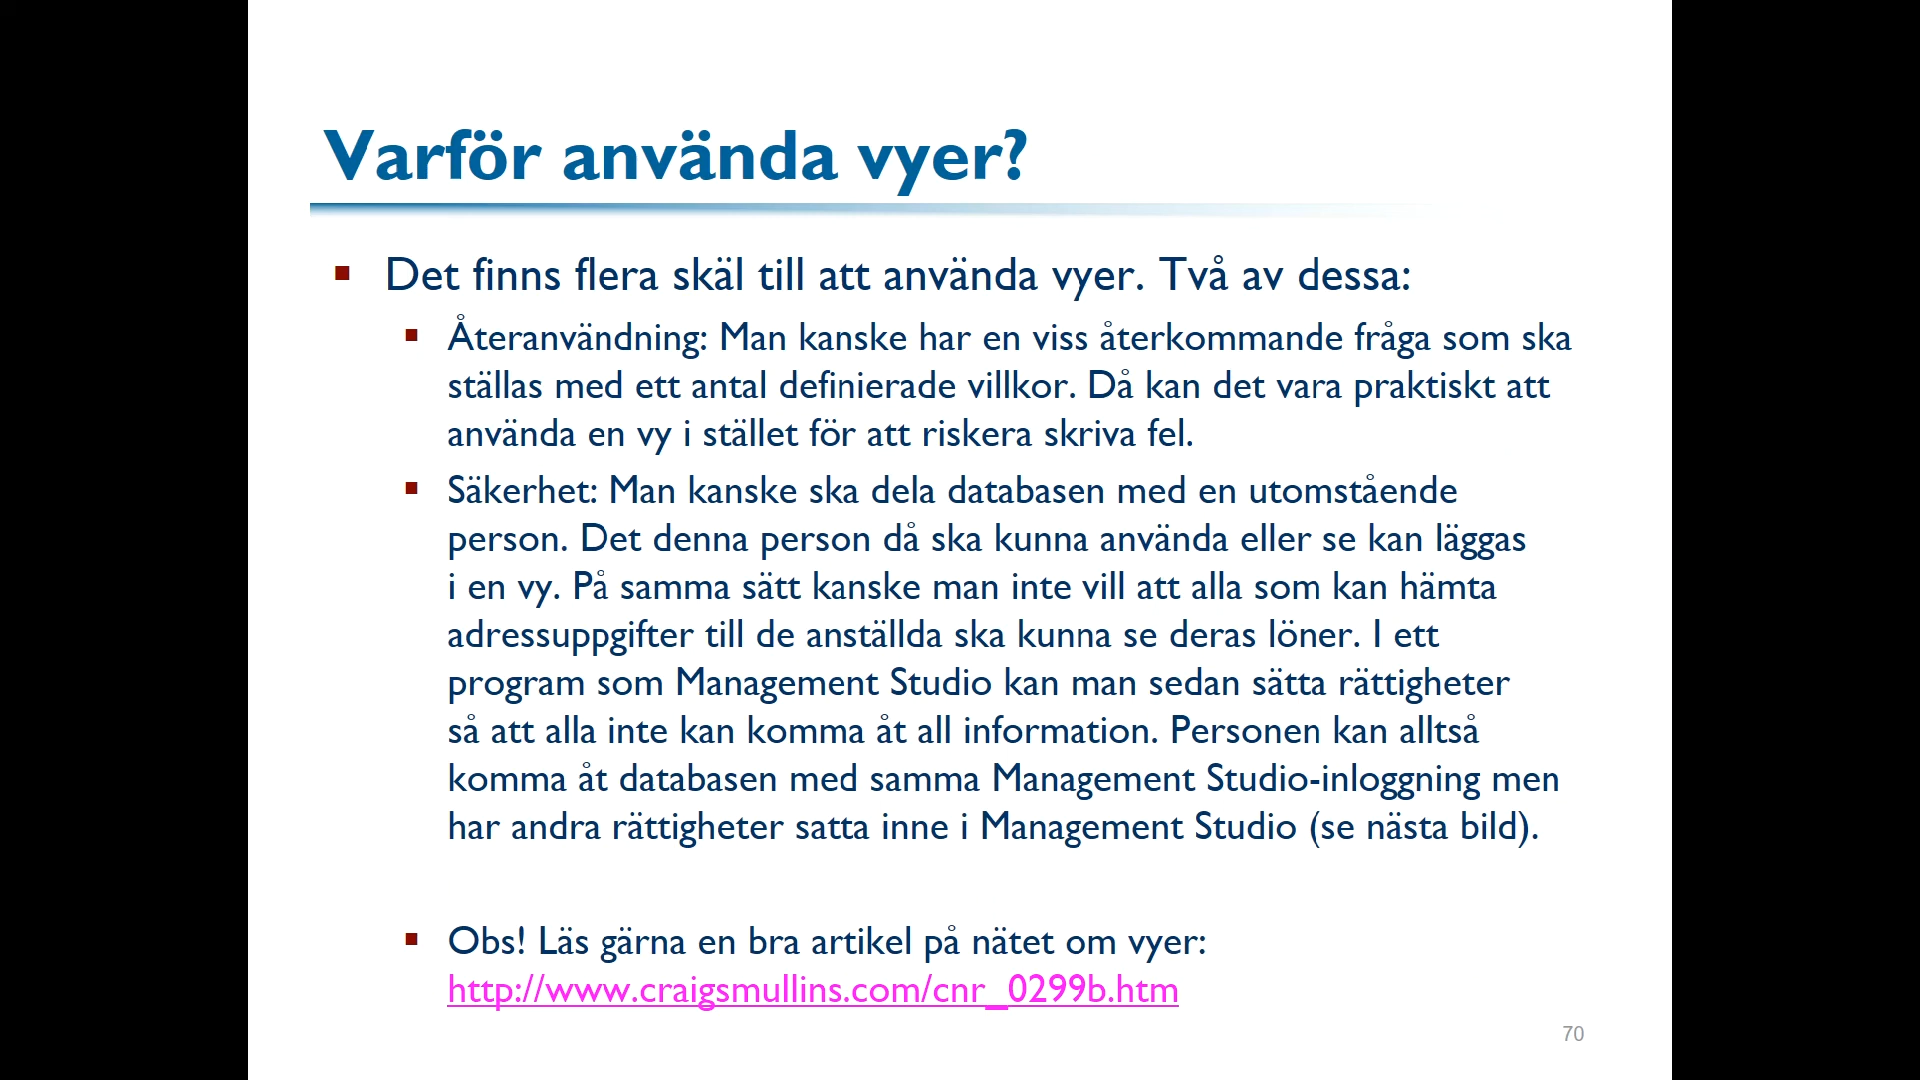 Varför använda vyer?
Det finns flera skäl till att använda vyer. Två av dessa:
Återanvändning: Man kanske har en viss återkommande fråga som ska
ställas med ett antal definierade villkor. Då kan det vara praktiskt att
använda en vy i stället för att riskera skriva fel.
Säkerhet: Man kanske ska dela databasen med en utomstående
person. Det denna person då ska kunna använda eller se kan läggas
i en vy. På samma sätt kanske man inte vill att alla som kan hämta
adressuppgifter till de anställda ska kunna se deras löner. I ett
program som Management Studio kan man sedan sätta rättigheter
så att alla inte kan komma åt all information. Personen kan alltså
komma åt databasen med samma Management Studio-inloggning men
har andra rättigheter satta inne i Management Studio (se nästa bild).
Obs! Läs gärna en bra artikel på nätet om vyer:
http://www.craigsmullins.com/cnr_0299b.htm
70